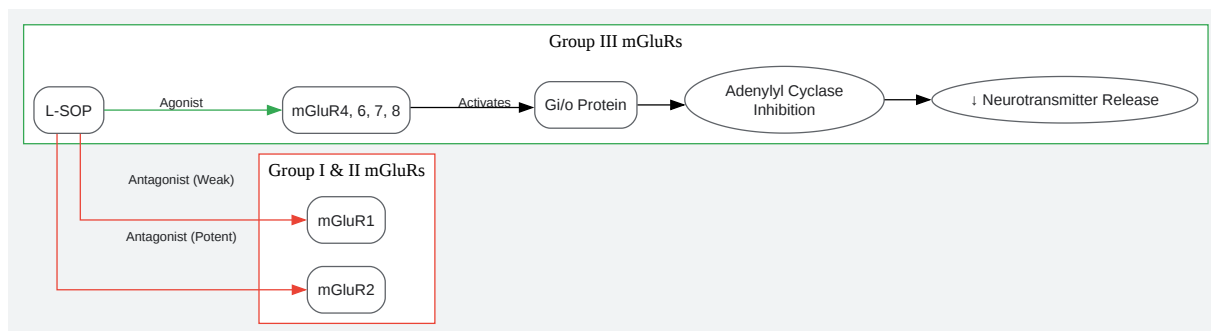 Group III mGluRs
L-SOP
Agonist
mGluR4, 6, 7, 8
Activates
Gi/o Protein
Adenylyl Cyclase
Inhibition
↓ Neurotransmitter Release
Group I & II mGluRs
Antagonist (Weak)
mGluR1
Antagonist (Potent)
mGluR2